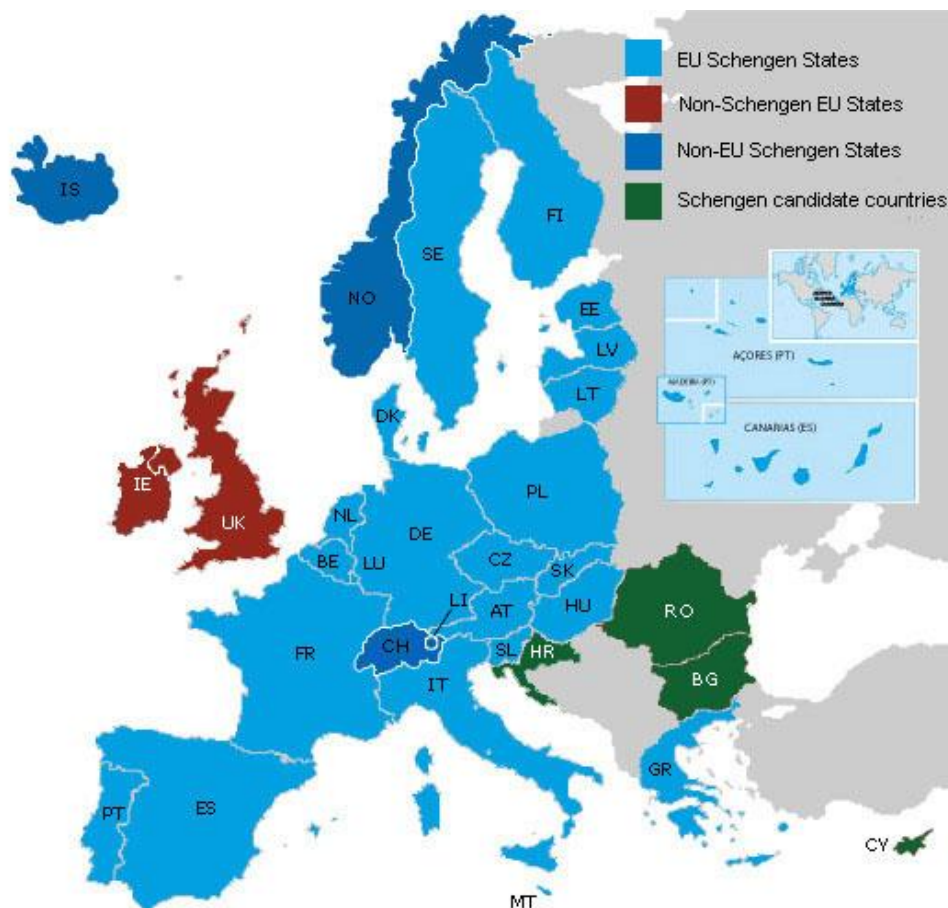 EU Schengen States
Non-Schengen EU States
Non-EU Schengen States
Schengen candidate countries
IS
FI
SE
NO
EE
LV
AÇORES (PT)
LT
MADEIRA (PT)
DK
CANARIAS (ES)
IE
PL
UK
NL
DE
BE
LU
CZ
SK
LI
AT
HU
RO
FR
CH
SL
HR
IT
BG
GR
PT
ES
CY
MT